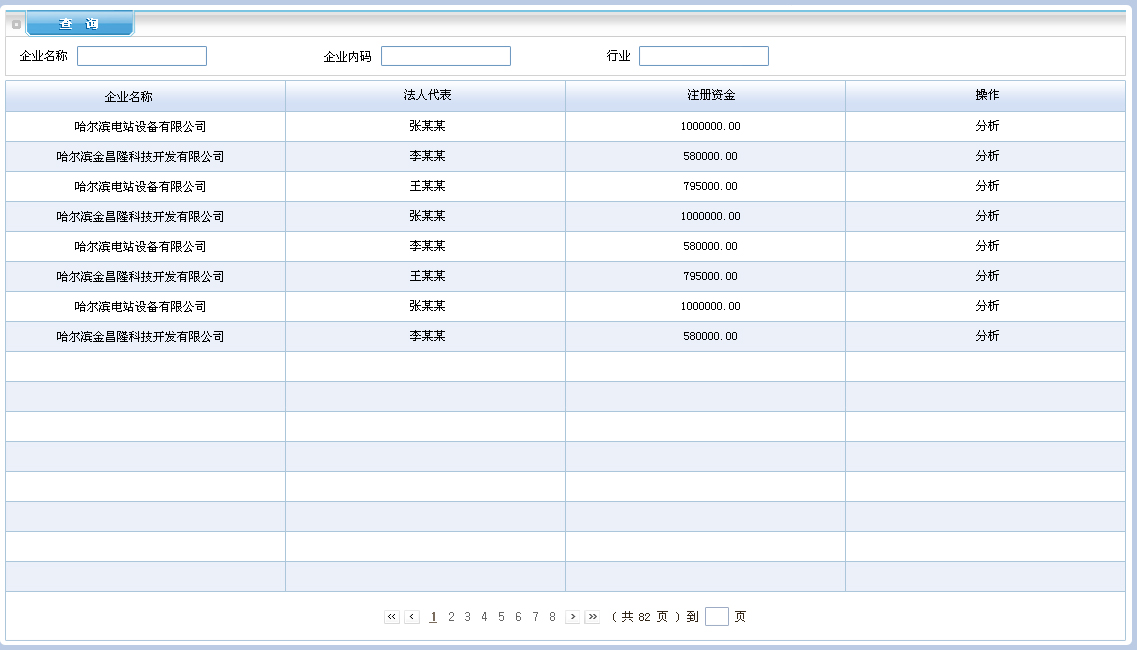 查 询
企业名称 企业内码 行业
企业名称 法人代表 注册资金 操作
哈尔滨电站设备有限公司 张某某 1000000.00 分析
哈尔滨金昌隆科技开发有限公司 李某某 580000.00 分析
哈尔滨电站设备有限公司 王某某 795000.00 分析
哈尔滨金昌隆科技开发有限公司 张某某 1000000.00 分析
哈尔滨电站设备有限公司 李某某 580000.00 分析
哈尔滨金昌隆科技开发有限公司 王某某 795000.00 分析
哈尔滨电站设备有限公司 张某某 1000000.00 分析
哈尔滨金昌隆科技开发有限公司 李某某 580000.00 分析
« ‹ 1 2 3 4 5 6 7 8 › » （ 共 82 页 ）到 页